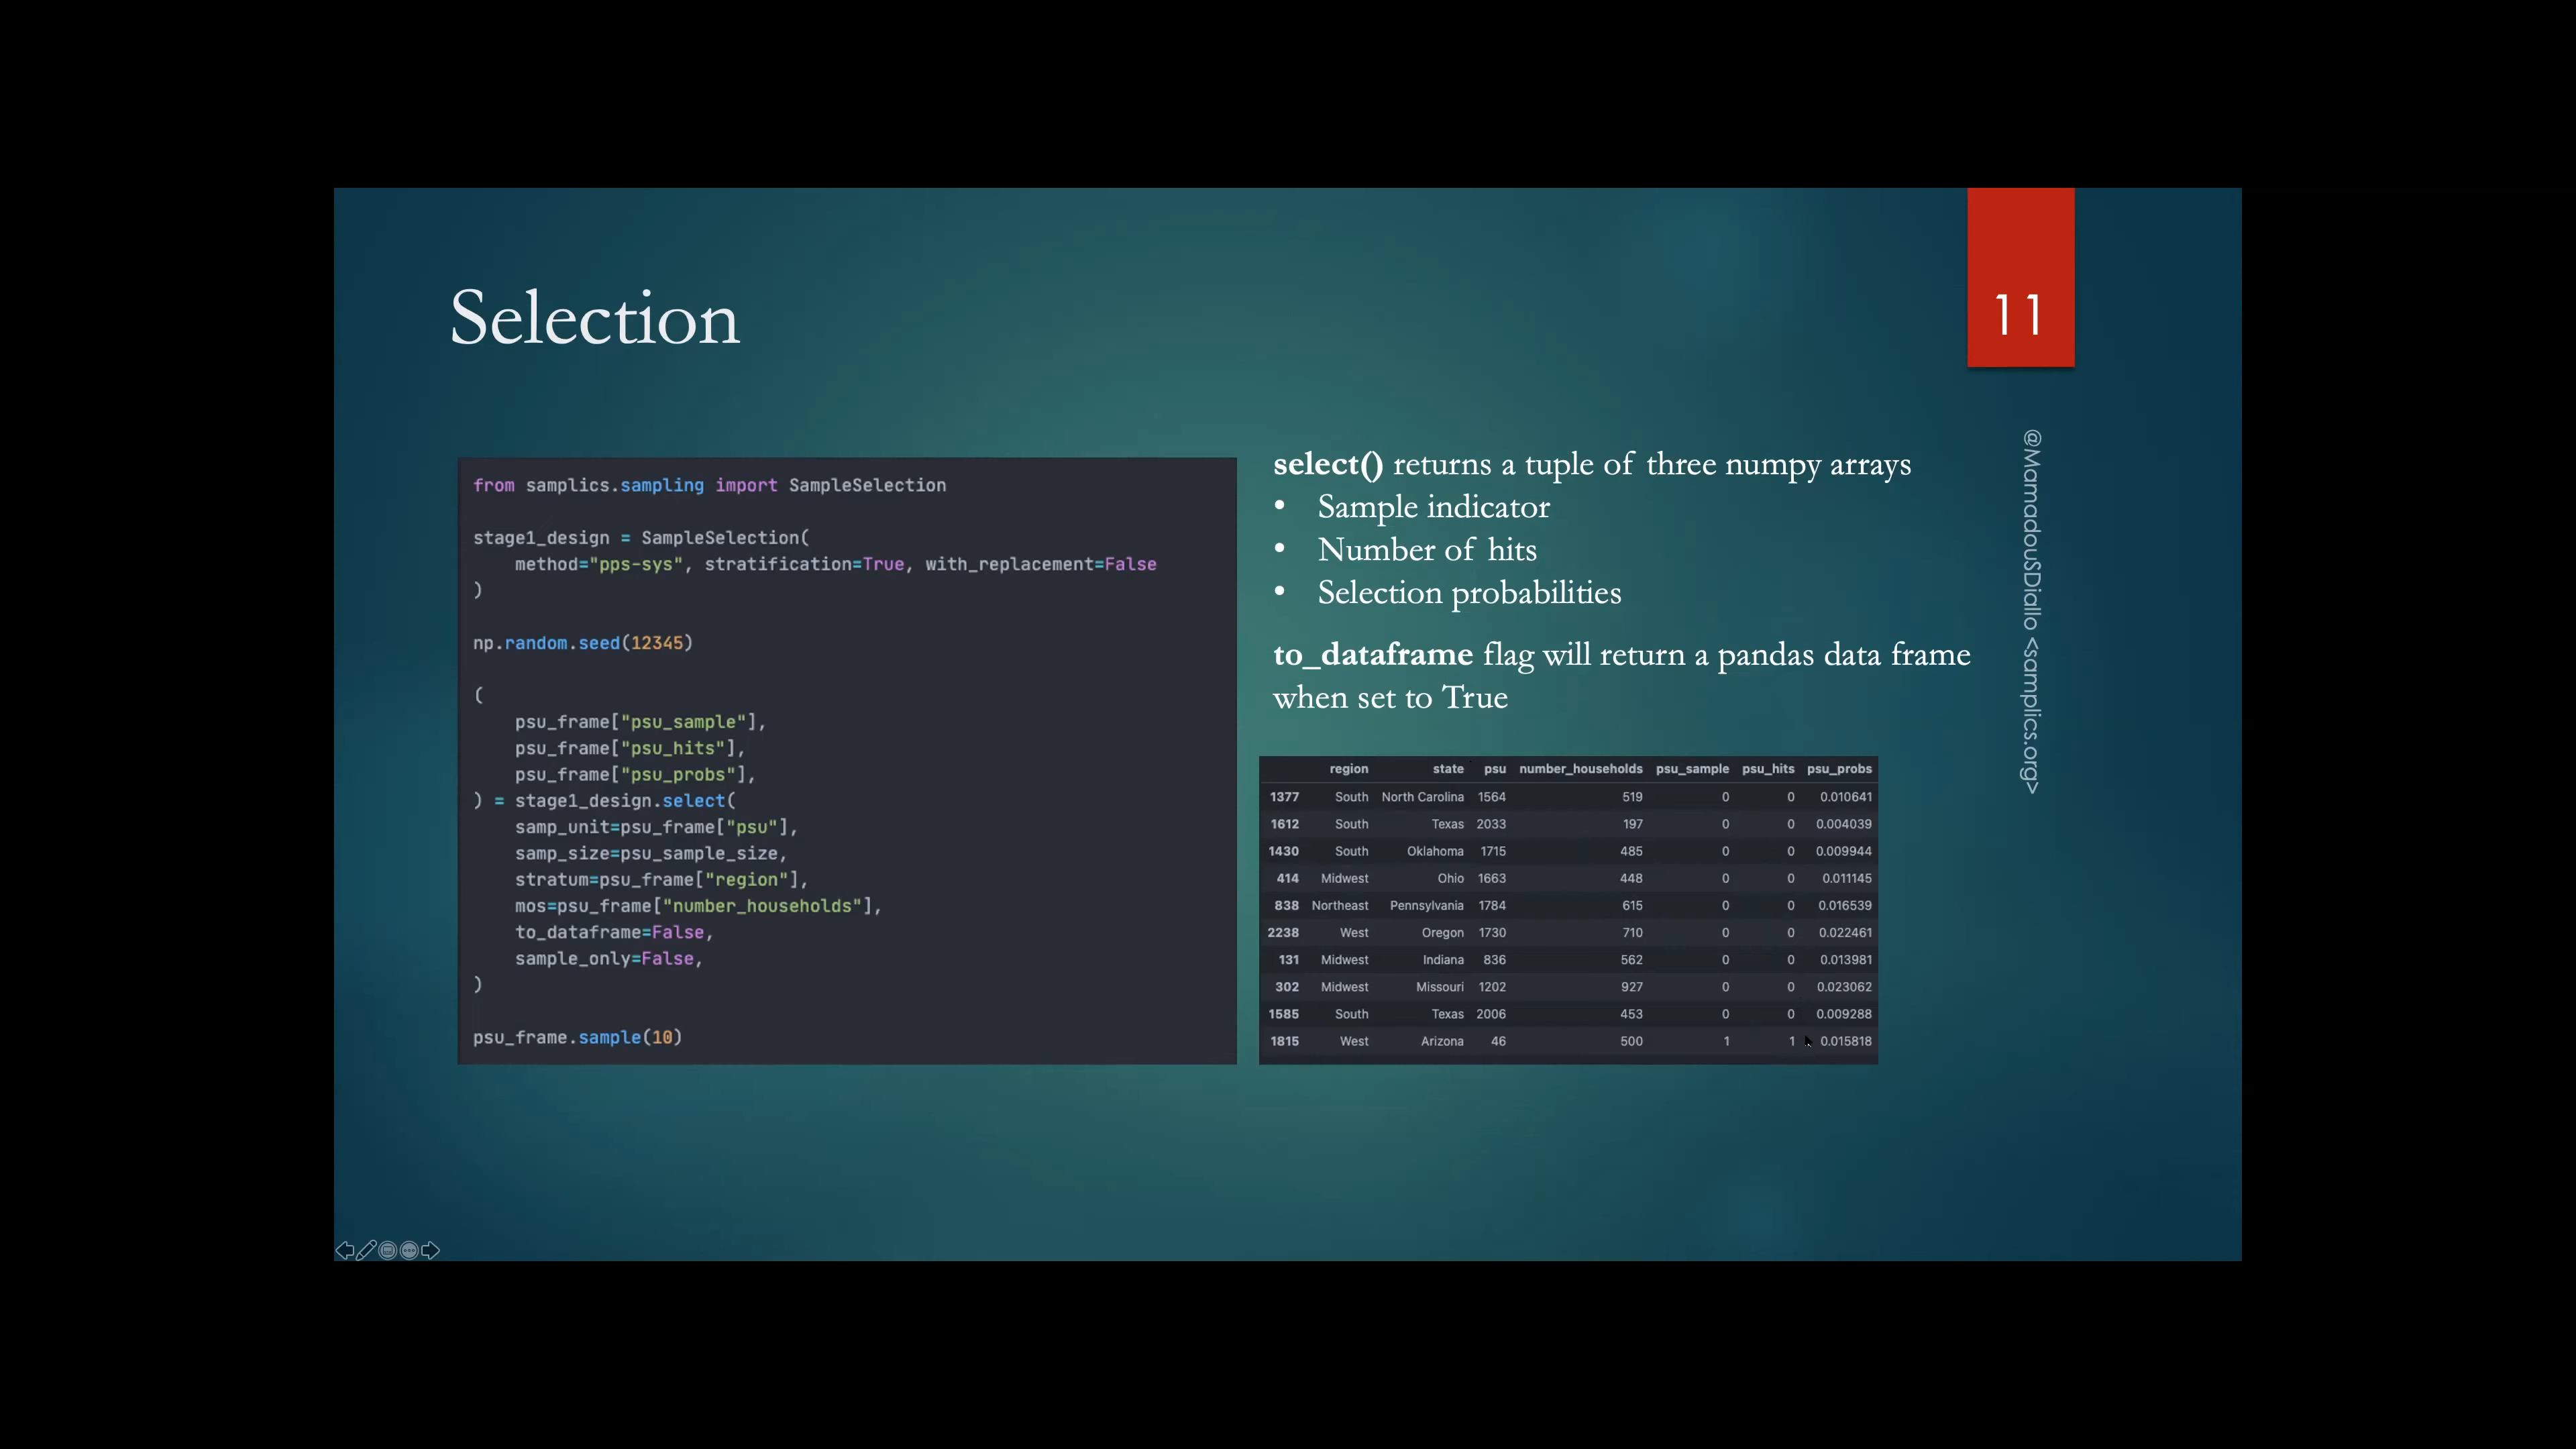 Selection
11
from samplics.sampling import SampleSelection
stage1_design = SampleSelection(
method="pps-sys", stratification=True, with_replacement=False
)
np.random.seed(12345)
(
psu_frame["psu_sample"],
psu_frame["psu_hits"],
psu_frame["psu_probs"],
) = stage1_design.select(
samp_unit=psu_frame["psu"],
samp_size=psu_sample_size,
stratum=psu_frame["region"],
mos=psu_frame["number_households"],
to_dataframe=False,
sample_only=False,
)
psu_frame.sample(10)
select() returns a tuple of three numpy arrays
• Sample indicator
• Number of hits
• Selection probabilities
to_dataframe flag will return a pandas data frame
when set to True
region state psu number_households psu_sample psu_hits psu_probs
1377 South North Carolina 1564 519 0 0 0.010641
1612 South Texas 2033 197 0 0 0.004039
1430 South Oklahoma 1715 485 0 0 0.009944
414 Midwest Ohio 1663 448 0 0 0.011145
838 Northeast Pennsylvania 1784 615 0 0 0.016539
2238 West Oregon 1730 710 0 0 0.022461
131 Midwest Indiana 836 562 0 0 0.013981
302 Midwest Missouri 1202 927 0 0 0.023062
1585 South Texas 2006 453 0 0 0.009288
1815 West Arizona 46 500 1 1 0.015818
@MamadouSDiallo <samplics.org>